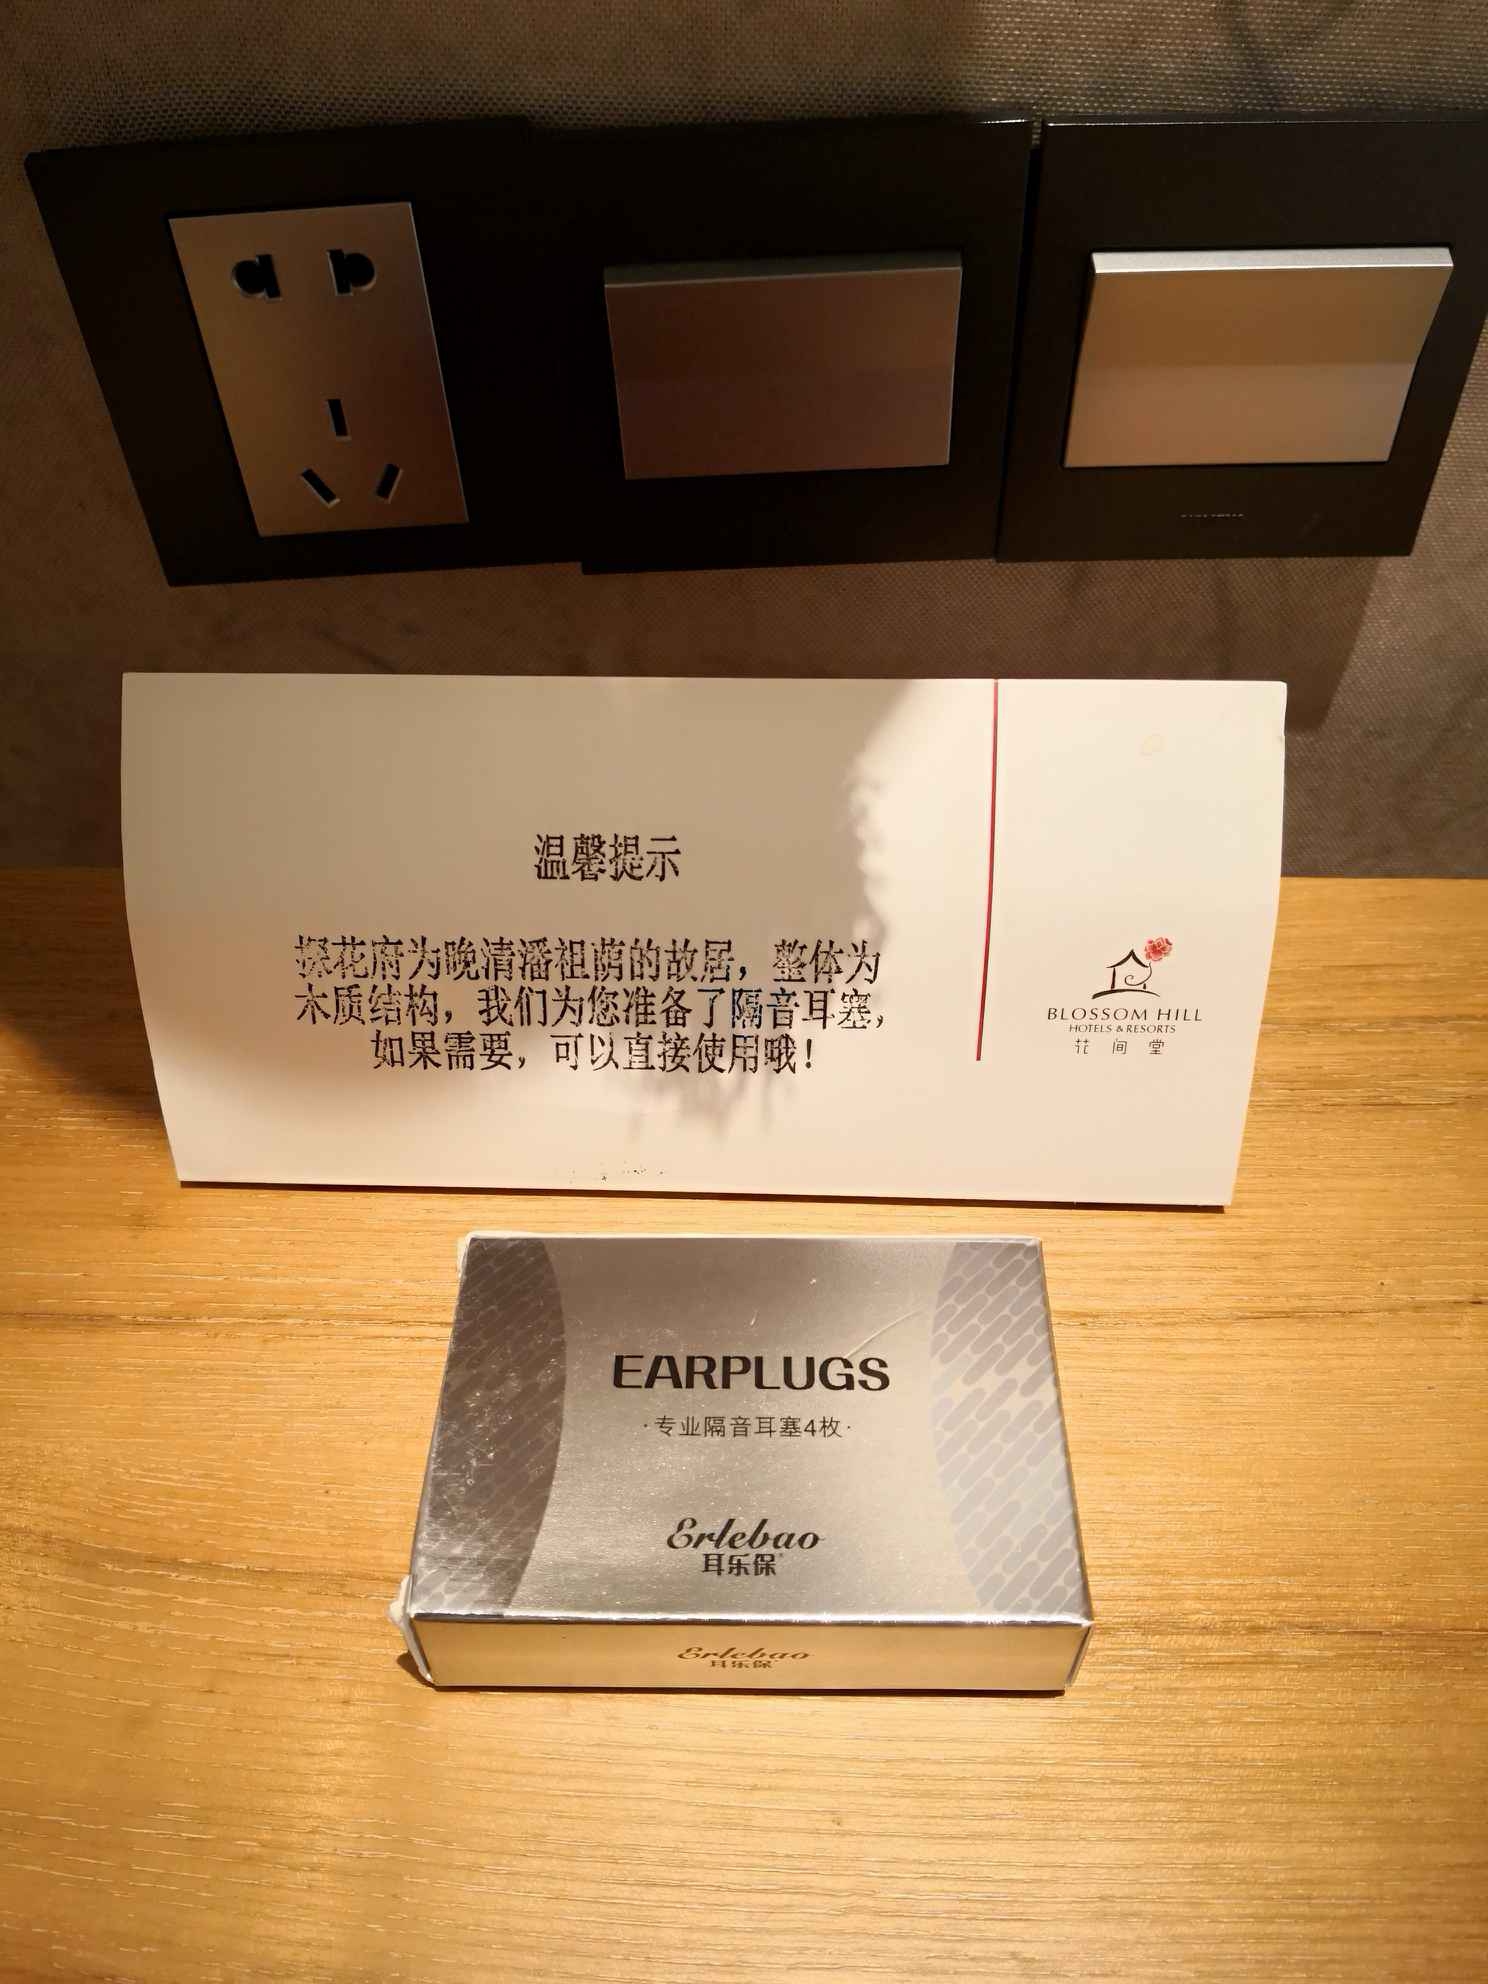 温馨提示
探花府为晚清潘祖荫的故居，整体为
木质结构，我们为您准备了隔音耳塞，
如果需要，可以直接使用哦！
BLOSSOM HILL
HOTELS & RESORTS
花间堂
EARPLUGS
·专业隔音耳塞4枚·
Erlebao
耳乐保
Erlebao
耳乐保